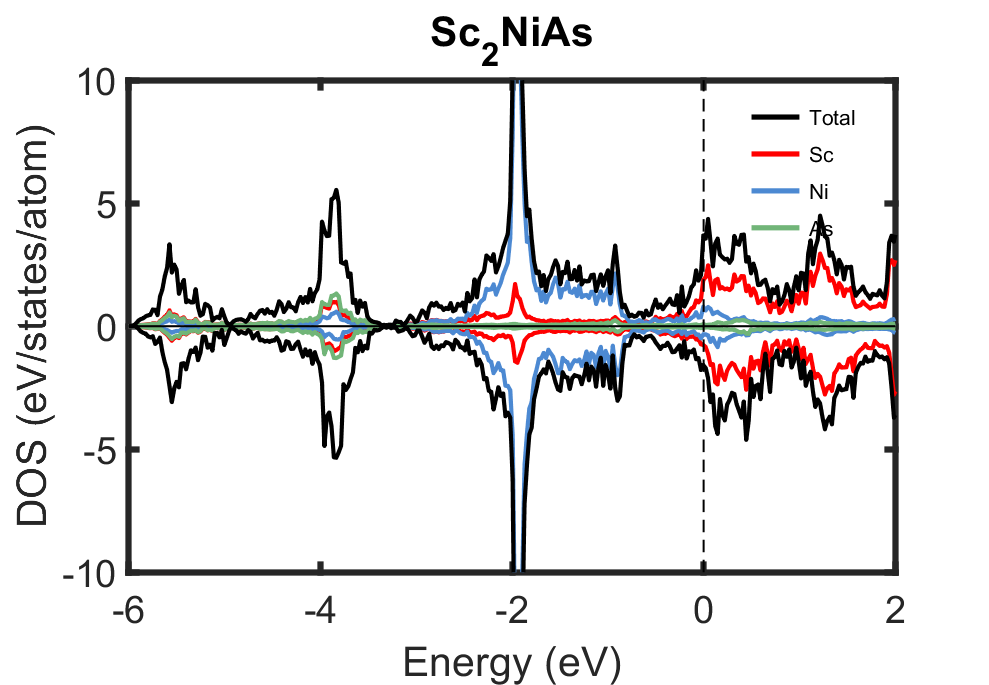 Sc2NiAs
10
5
0
-5
-10
DOS (eV/states/atom)
-6 -4 -2 0 2
Energy (eV)
Total
Sc
Ni
As